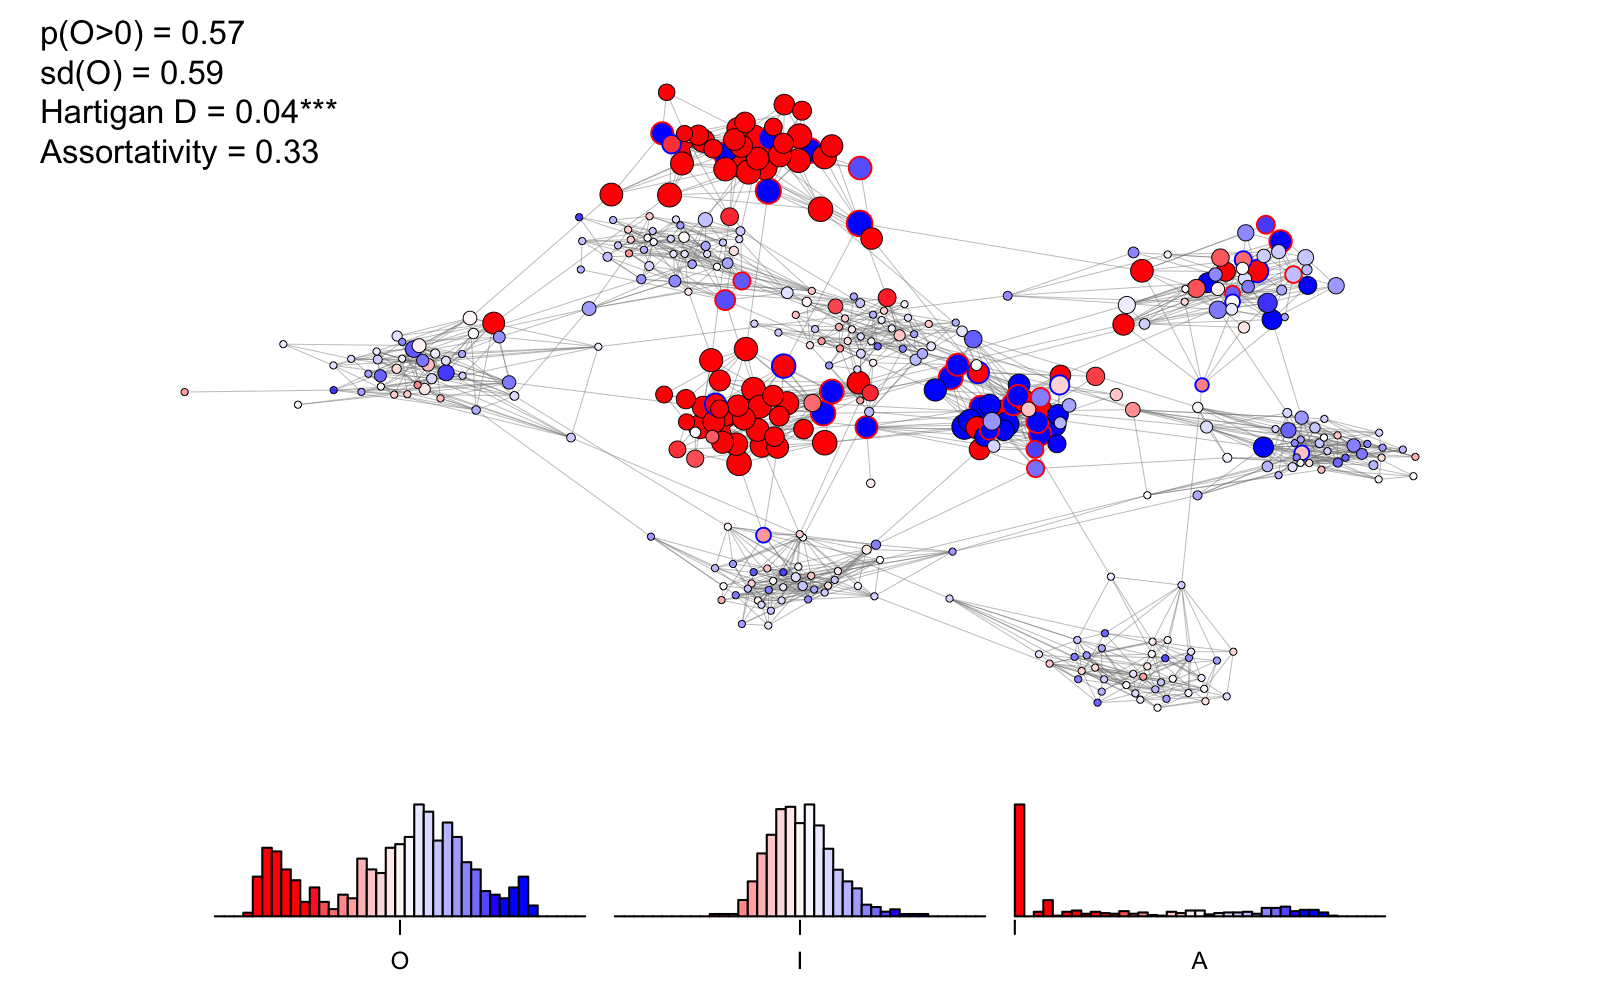 p(O>0) = 0.57
sd(O) = 0.59
Hartigan D = 0.04***
Assortativity = 0.33
O
I
A